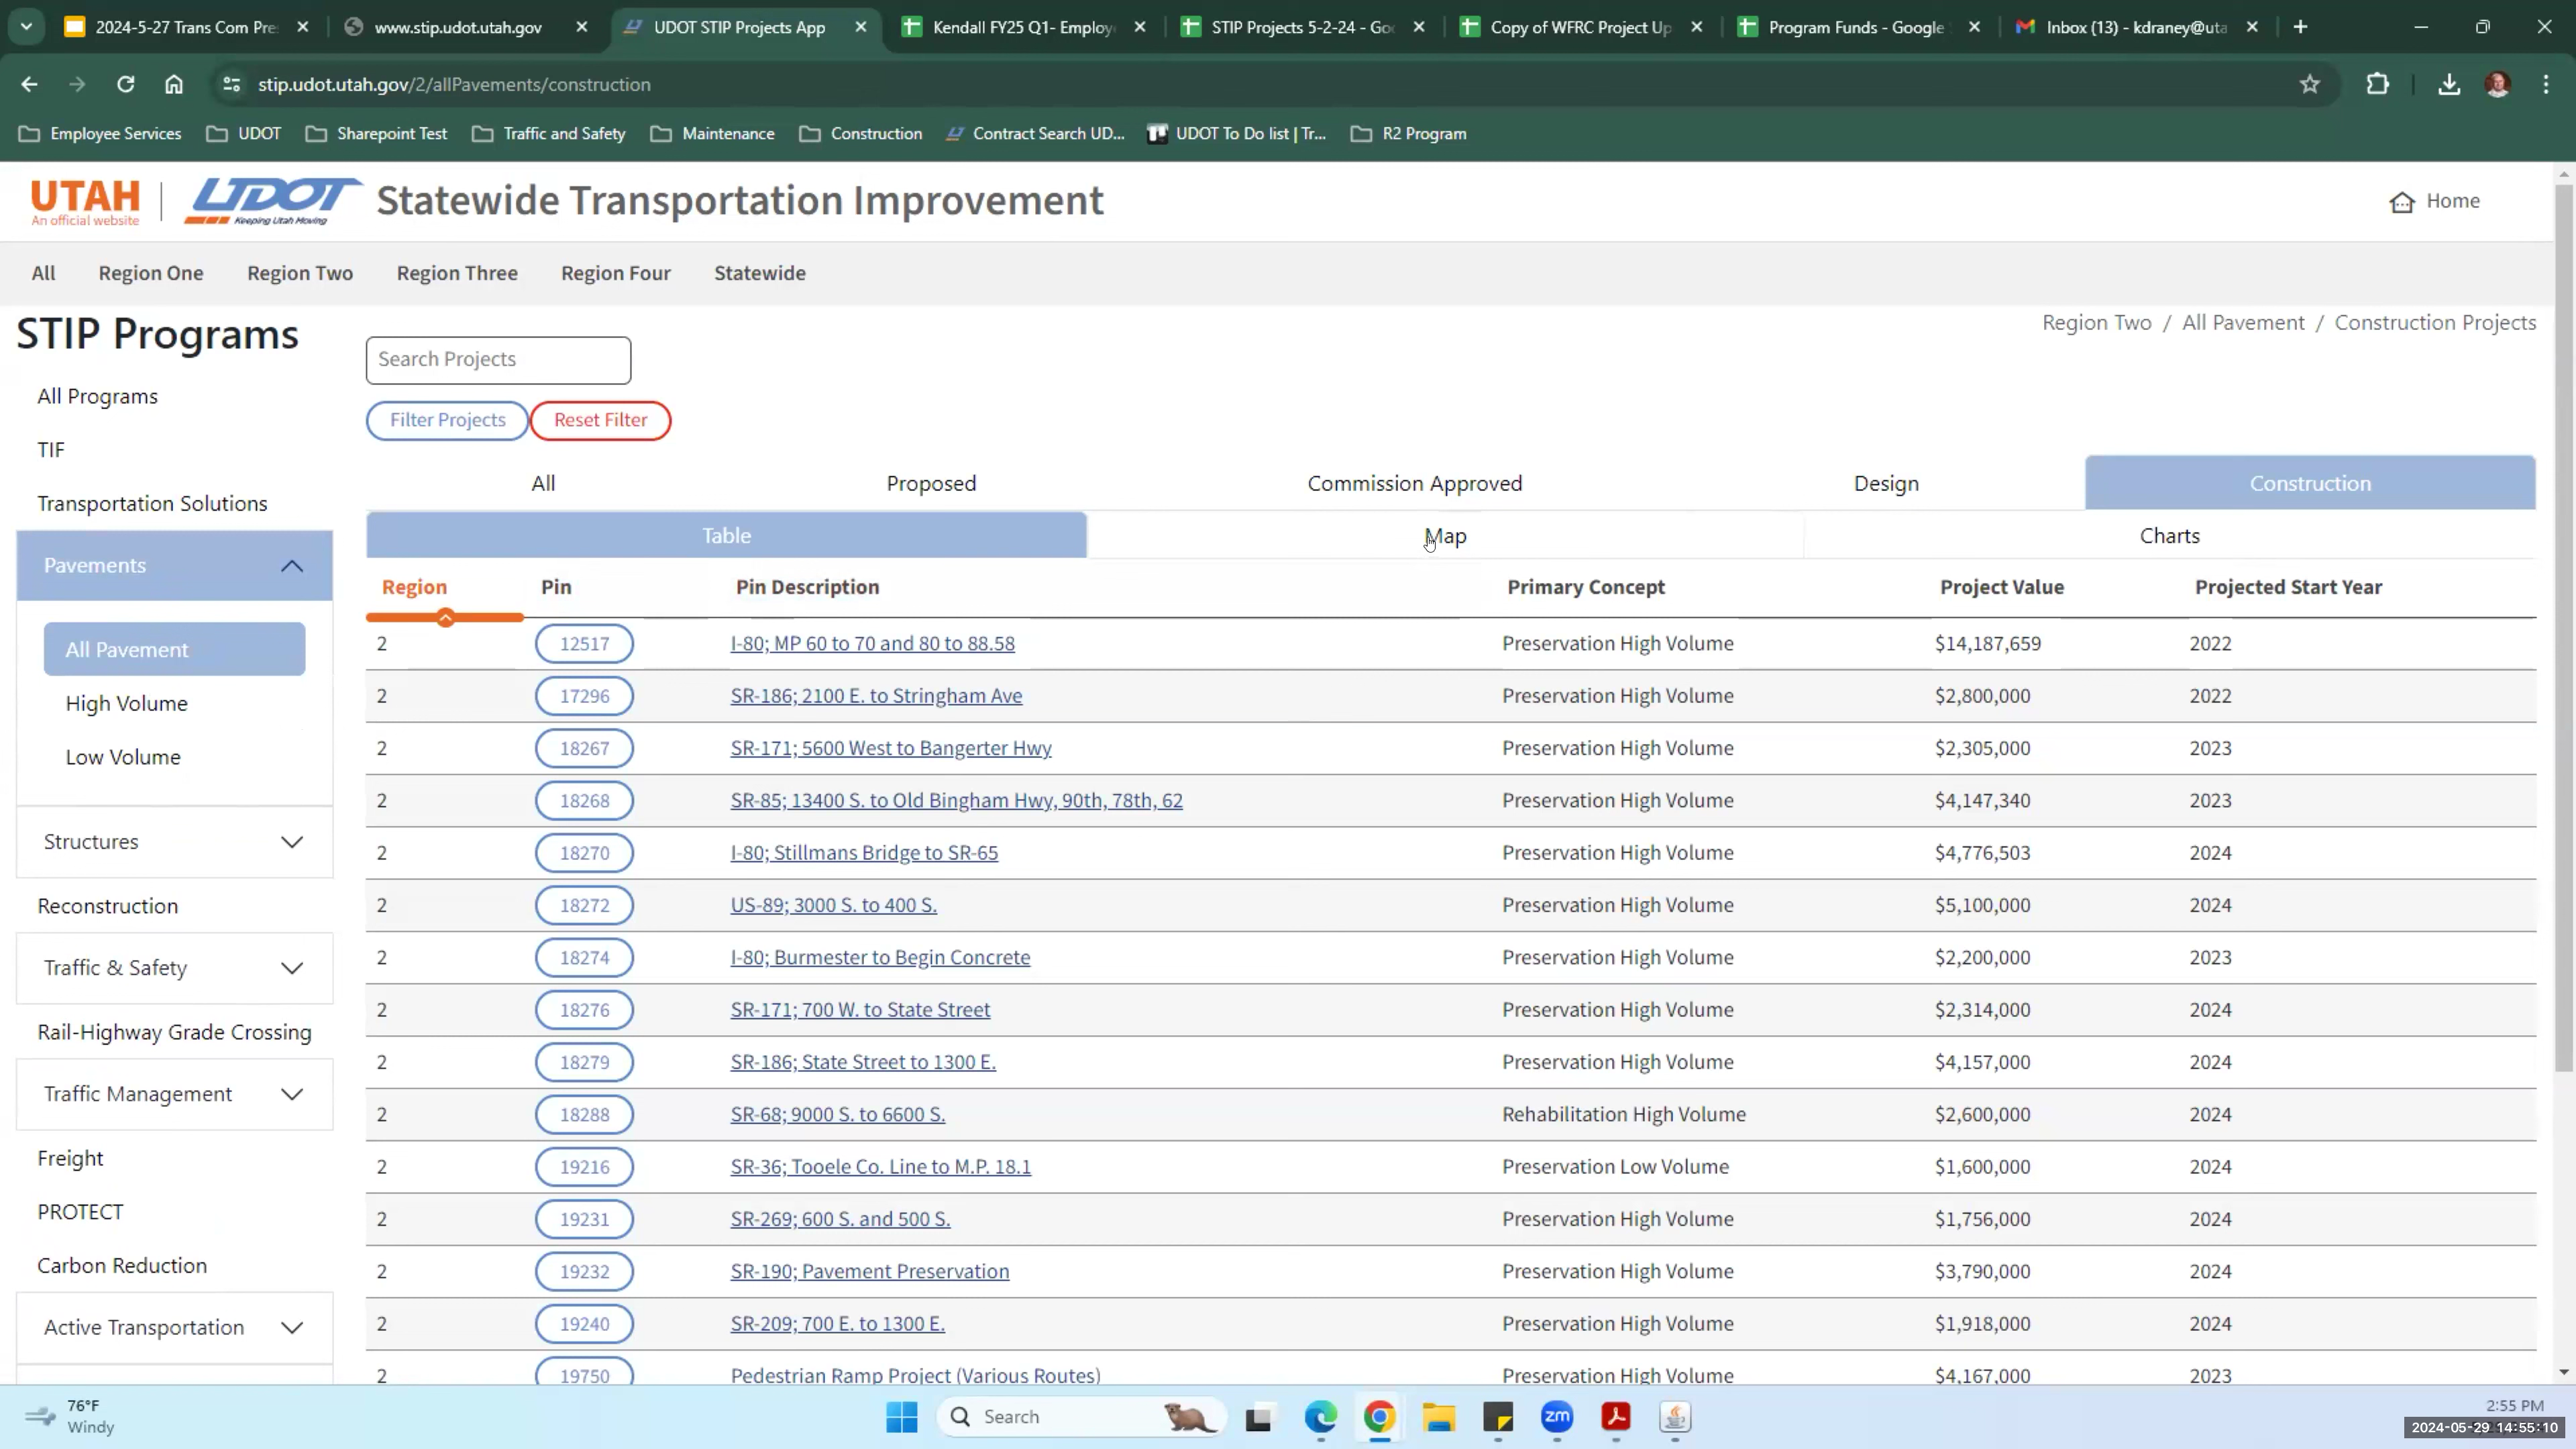 2024-5-27 Trans Com Pre
www.stip.udot.utah.gov
UDOT STIP Projects App
Kendall FY25 Q1- Employ
STIP Projects 5-2-24 - Go
Copy of WFRC Project Up
Program Funds - Google
Inbox (13) - kdraney@uta
stip.udot.utah.gov/2/allPavements/construction
Employee Services UDOT Sharepoint Test Traffic and Safety Maintenance Construction Contract Search UD... UDOT To Do list | Tr... R2 Program
UTAH
An official website
UDOT
Keeping Utah Moving
Statewide Transportation Improvement
Home
All Region One Region Two Region Three Region Four Statewide
STIP Programs
Region Two / All Pavement / Construction Projects
Search Projects
Filter Projects Reset Filter
All Programs
TIF
Transportation Solutions
Pavements
All Pavement
High Volume
Low Volume
Structures
Reconstruction
Traffic & Safety
Rail-Highway Grade Crossing
Traffic Management
Freight
PROTECT
Carbon Reduction
Active Transportation
All Proposed Commission Approved Design Construction
Table Map Charts
Region Pin Pin Description Primary Concept Project Value Projected Start Year
2 12517 I-80; MP 60 to 70 and 80 to 88.58 Preservation High Volume $14,187,659 2022
2 17296 SR-186; 2100 E. to Stringham Ave Preservation High Volume $2,800,000 2022
2 18267 SR-171; 5600 West to Bangerter Hwy Preservation High Volume $2,305,000 2023
2 18268 SR-85; 13400 S. to Old Bingham Hwy, 90th, 78th, 62 Preservation High Volume $4,147,340 2023
2 18270 I-80; Stillmans Bridge to SR-65 Preservation High Volume $4,776,503 2024
2 18272 US-89; 3000 S. to 400 S. Preservation High Volume $5,100,000 2024
2 18274 I-80; Burmester to Begin Concrete Preservation High Volume $2,200,000 2023
2 18276 SR-171; 700 W. to State Street Preservation High Volume $2,314,000 2024
2 18279 SR-186; State Street to 1300 E. Preservation High Volume $4,157,000 2024
2 18288 SR-68; 9000 S. to 6600 S. Rehabilitation High Volume $2,600,000 2024
2 19216 SR-36; Tooele Co. Line to M.P. 18.1 Preservation Low Volume $1,600,000 2024
2 19231 SR-269; 600 S. and 500 S. Preservation High Volume $1,756,000 2024
2 19232 SR-190; Pavement Preservation Preservation High Volume $3,790,000 2024
2 19240 SR-209; 700 E. to 1300 E. Preservation High Volume $1,918,000 2024
2 19750 Pedestrian Ramp Project (Various Routes) Preservation High Volume $4,167,000 2023
76°F
Windy
Search
zm
2:55 PM
2024-05-29 14:55:10